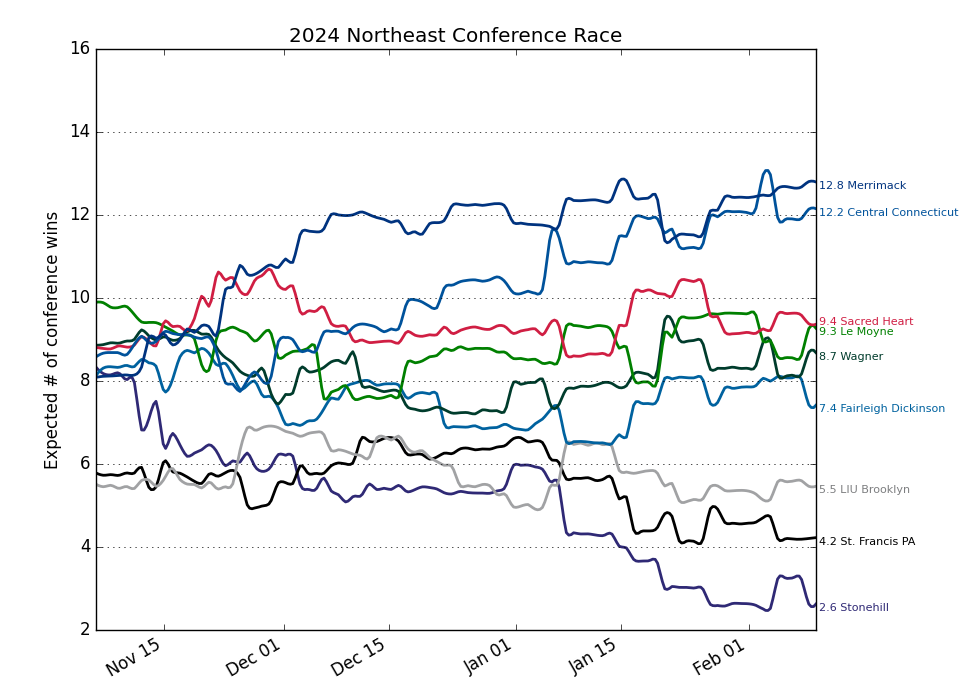 2024 Northeast Conference Race
Expected # of conference wins
16
14
12
10
8
6
4
2
12.8 Merrimack
12.2 Central Connecticut
9.4 Sacred Heart
9.3 Le Moyne
8.7 Wagner
7.4 Fairleigh Dickinson
5.5 LIU Brooklyn
4.2 St. Francis PA
2.6 Stonehill
Nov 15
Dec 01
Dec 15
Jan 01
Jan 15
Feb 01